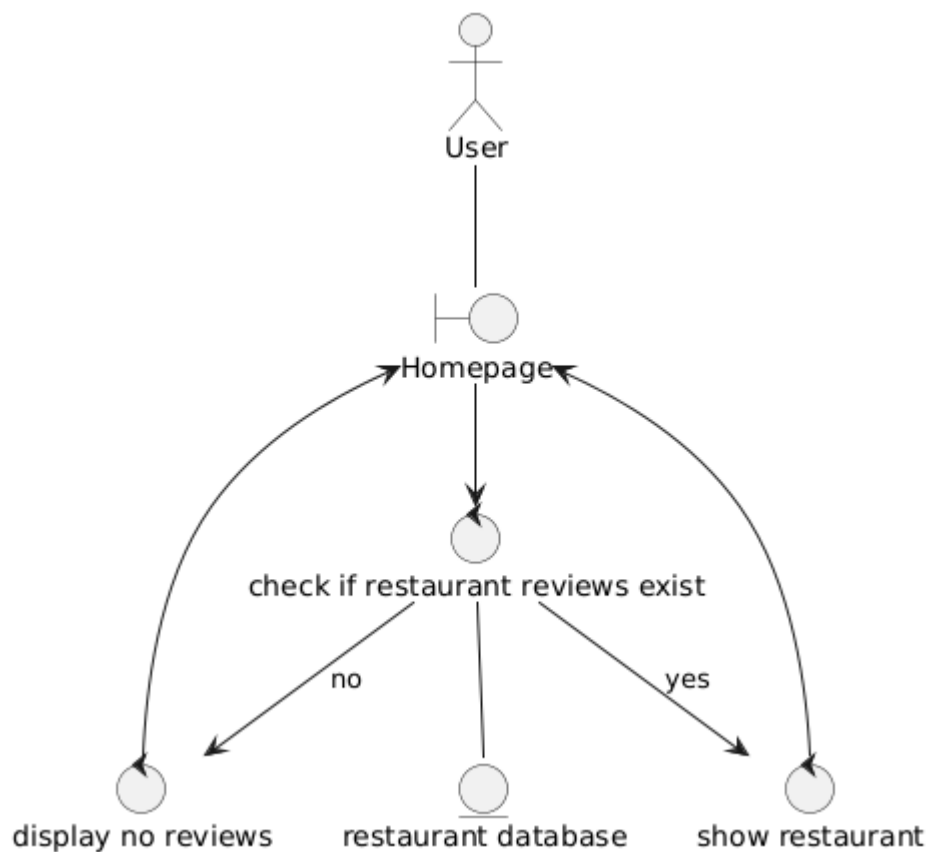 User
Homepage
check if restaurant reviews exist
no
yes
display no reviews
restaurant database
show restaurant